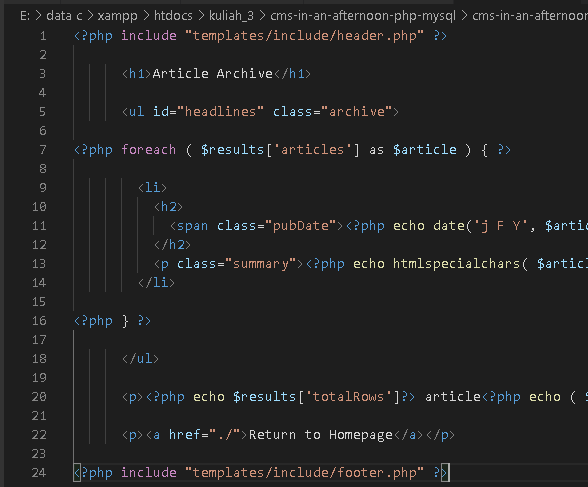 E: > data c > xampp > htdocs > kuliah_3 > cms-in-an-afternoon-php-mysql > cms-in-an-afternoon
1 <?php include "templates/include/header.php" ?>
2
3 <h1>Article Archive</h1>
4
5 <ul id="headlines" class="archive">
6
7 <?php foreach ( $results['articles'] as $article ) { ?>
8
9 <li>
10 <h2>
11 <span class="pubDate"><?php echo date('j F Y', $artic
12 </h2>
13 <p class="summary"><?php echo htmlspecialchars( $articl
14 </li>
15
16 <?php } ?>
17
18 </ul>
19
20 <p><?php echo $results['totalRows']?> article<?php echo ( $
21
22 <p><a href="./">Return to Homepage</a></p>
23
24 <?php include "templates/include/footer.php" ?>